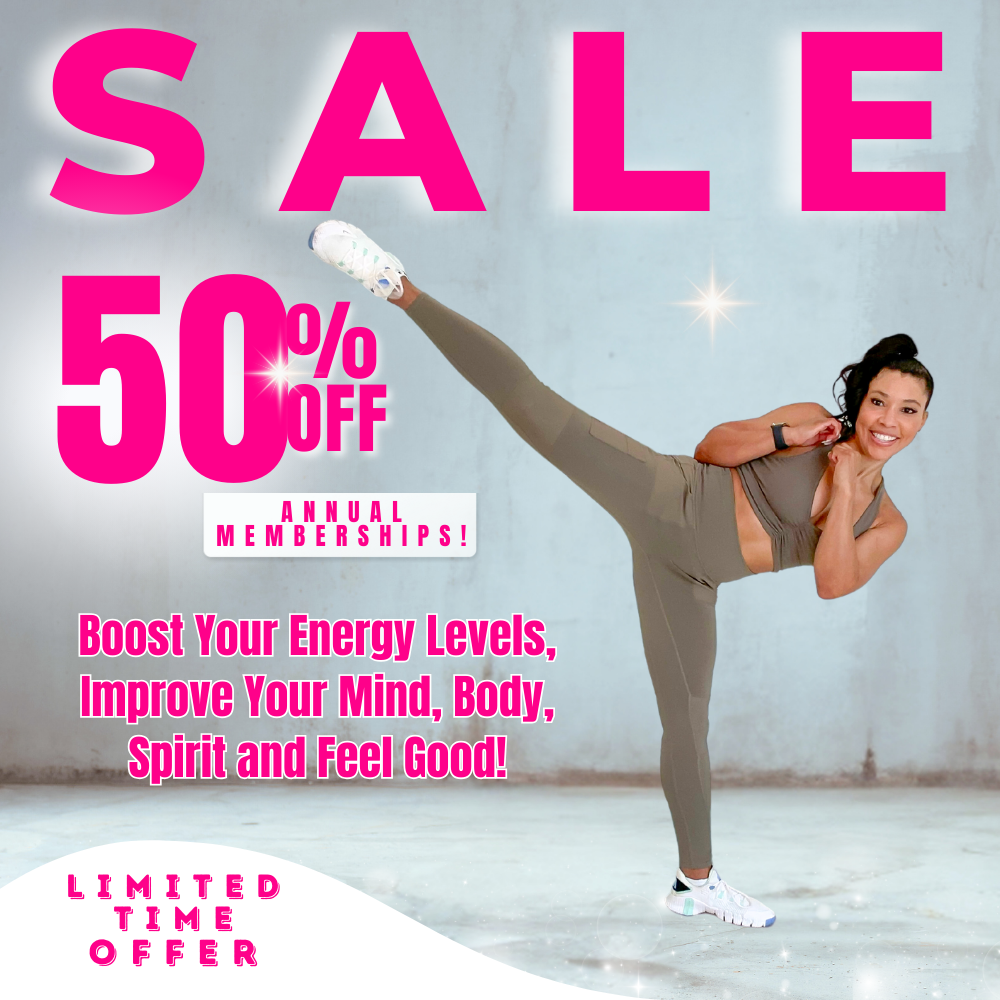 SALE
50%
OFF
ANNUAL
MEMBERSHIPS!
Boost Your Energy Levels,
Improve Your Mind, Body,
Spirit and Feel Good!
LIMITED
TIME
OFFER